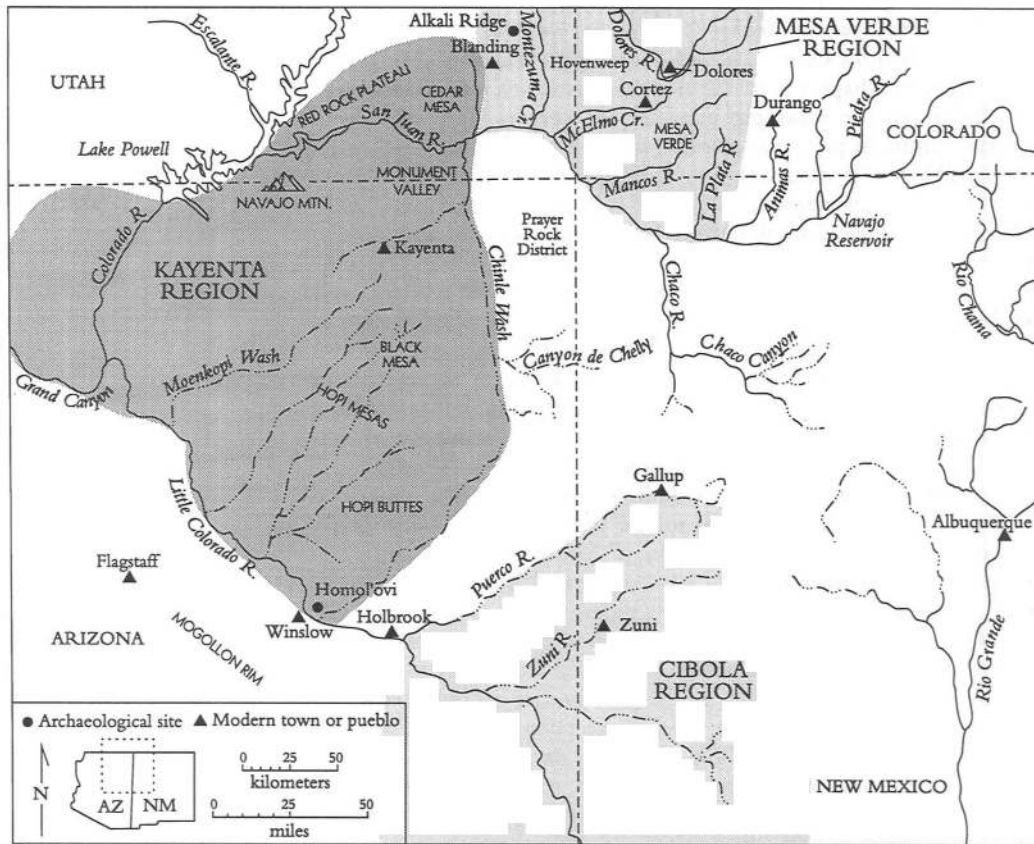 Alkali Ridge
Blanding
Escalante R.
UTAH
RED ROCK PLATEAU
CEDAR
MESA
Montezuma Cr.
Dolores R.
Hovenweep
MESA VERDE
REGION
Dolores
Cortez
McElmo Cr.
MESA
VERDE
Durango
Piedra R.
COLORADO
San Juan R.
Lake Powell
MONUMENT
VALLEY
NAVAJO MTN.
Mancos R.
La Plata R.
Animas R.
Navajo
Reservoir
Prayer
Rock
District
Colorado R.
KAYENTA
REGION
Kayenta
Chinle Wash
Chaco R.
Rio Chama
BLACK
MESA
Moenkopi Wash
Canyon de Chelly
Chaco Canyon
Grand Canyon
HOPI MESAS
HOPI BUTTES
Little Colorado R.
Gallup
Albuquerque
Flagstaff
Puerco R.
Homol'ovi
Winslow
Holbrook
Zuni
Zuni R.
ARIZONA
MOGOLLON RIM
CIBOLA
REGION
Rio Grande
NEW MEXICO
Archaeological site
Modern town or pueblo
N
AZ
NM
0 25 50
kilometers
0 25 50
miles